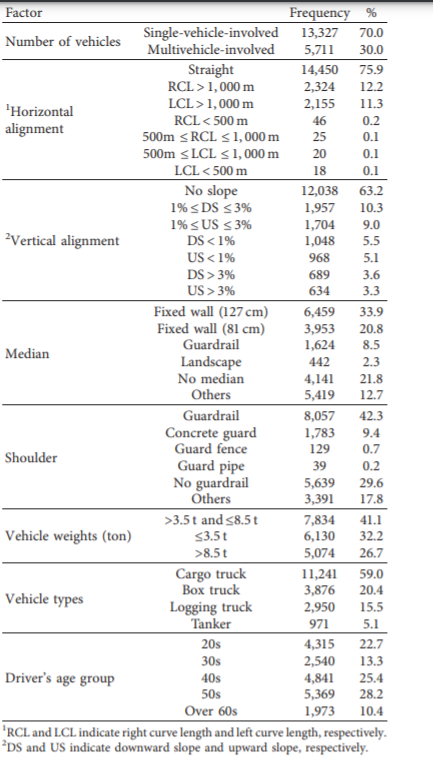 Factor Frequency %
Number of vehicles Single-vehicle-involved 13,327 70.0
Multivehicle-involved 5,711 30.0
¹Horizontal alignment Straight 14,450 75.9
RCL > 1,000 m 2,324 12.2
LCL > 1,000 m 2,155 11.3
RCL < 500 m 46 0.2
500m ≤ RCL ≤ 1,000 m 25 0.1
500m ≤ LCL ≤ 1,000 m 20 0.1
LCL < 500 m 18 0.1
²Vertical alignment No slope 12,038 63.2
1% ≤ DS ≤ 3% 1,957 10.3
1% ≤ US ≤ 3% 1,704 9.0
DS < 1% 1,048 5.5
US < 1% 968 5.1
DS > 3% 689 3.6
US > 3% 634 3.3
Median Fixed wall (127 cm) 6,459 33.9
Fixed wall (81 cm) 3,953 20.8
Guardrail 1,624 8.5
Landscape 442 2.3
No median 4,141 21.8
Others 5,419 12.7
Shoulder Guardrail 8,057 42.3
Concrete guard 1,783 9.4
Guard fence 129 0.7
Guard pipe 39 0.2
No guardrail 5,639 29.6
Others 3,391 17.8
Vehicle weights (ton) >3.5 t and ≤8.5 t 7,834 41.1
≤3.5 t 6,130 32.2
>8.5 t 5,074 26.7
Vehicle types Cargo truck 11,241 59.0
Box truck 3,876 20.4
Logging truck 2,950 15.5
Tanker 971 5.1
Driver's age group 20s 4,315 22.7
30s 2,540 13.3
40s 4,841 25.4
50s 5,369 28.2
Over 60s 1,973 10.4
¹RCL and LCL indicate right curve length and left curve length, respectively.
²DS and US indicate downward slope and upward slope, respectively.